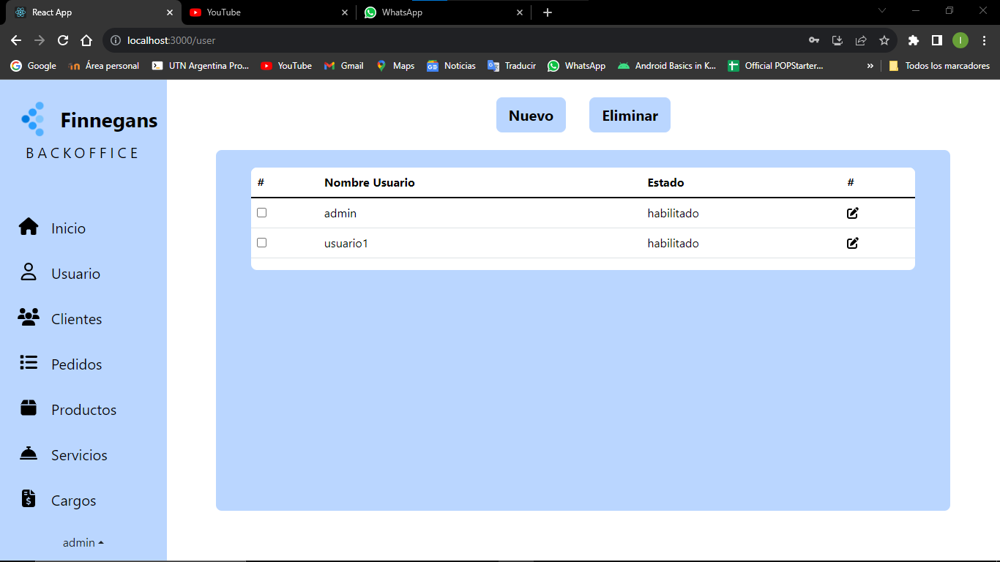 React App
YouTube
WhatsApp
localhost:3000/user
Google
Área personal
UTN Argentina Pro...
YouTube
Gmail
Maps
Noticias
Traducir
WhatsApp
Android Basics in K...
Official POPStarter...
»
Todos los marcadores
I
Finnegans
BACKOFFICE
Inicio
Usuario
Clientes
Pedidos
Productos
Servicios
Cargos
admin
Nuevo Eliminar
# Nombre Usuario Estado #
admin habilitado
usuario1 habilitado